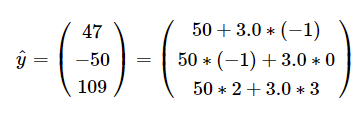 ŷ = ( 47 ) = ( 50 + 3.0 ∗ (−1) )
( −50 ) ( 50 ∗ (−1) + 3.0 ∗ 0 )
( 109 ) ( 50 ∗ 2 + 3.0 ∗ 3 )